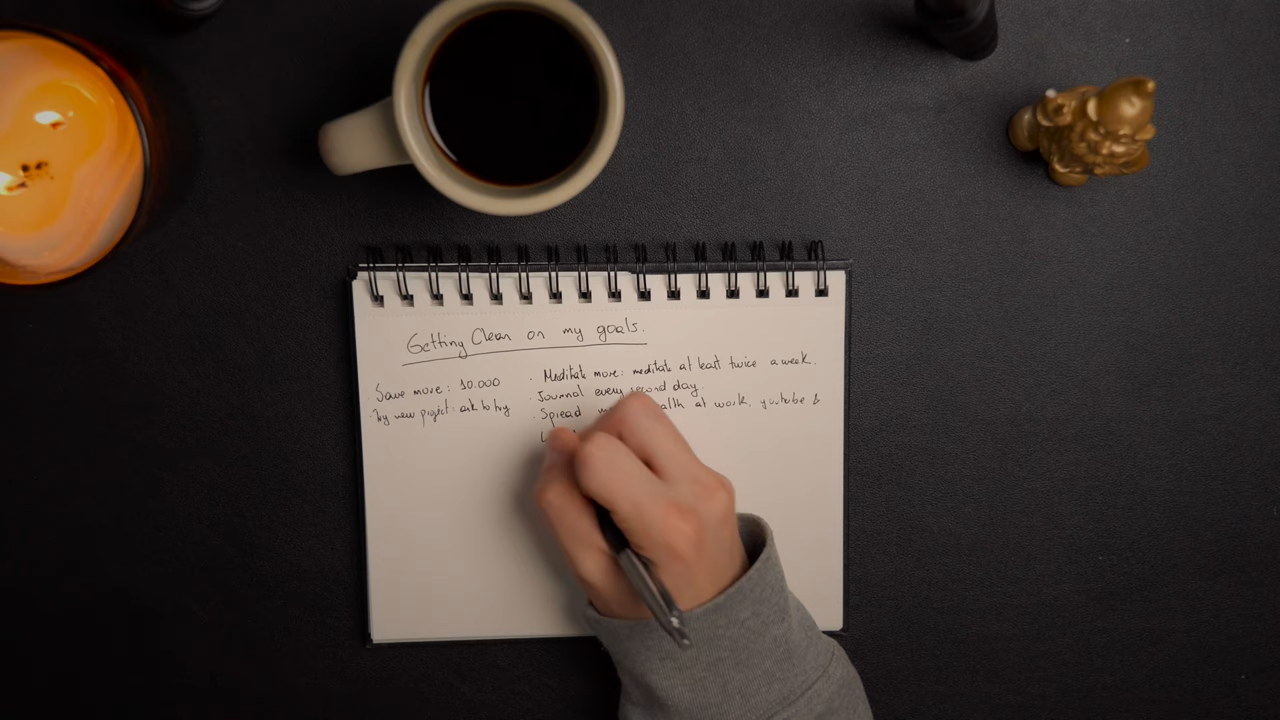 Getting Clean on my goals.
Save more: 10.000
Try new project: ask to try
· Meditate more: meditate at least twice a week.
· Journal every second day.
· Spread health at work, youtube &